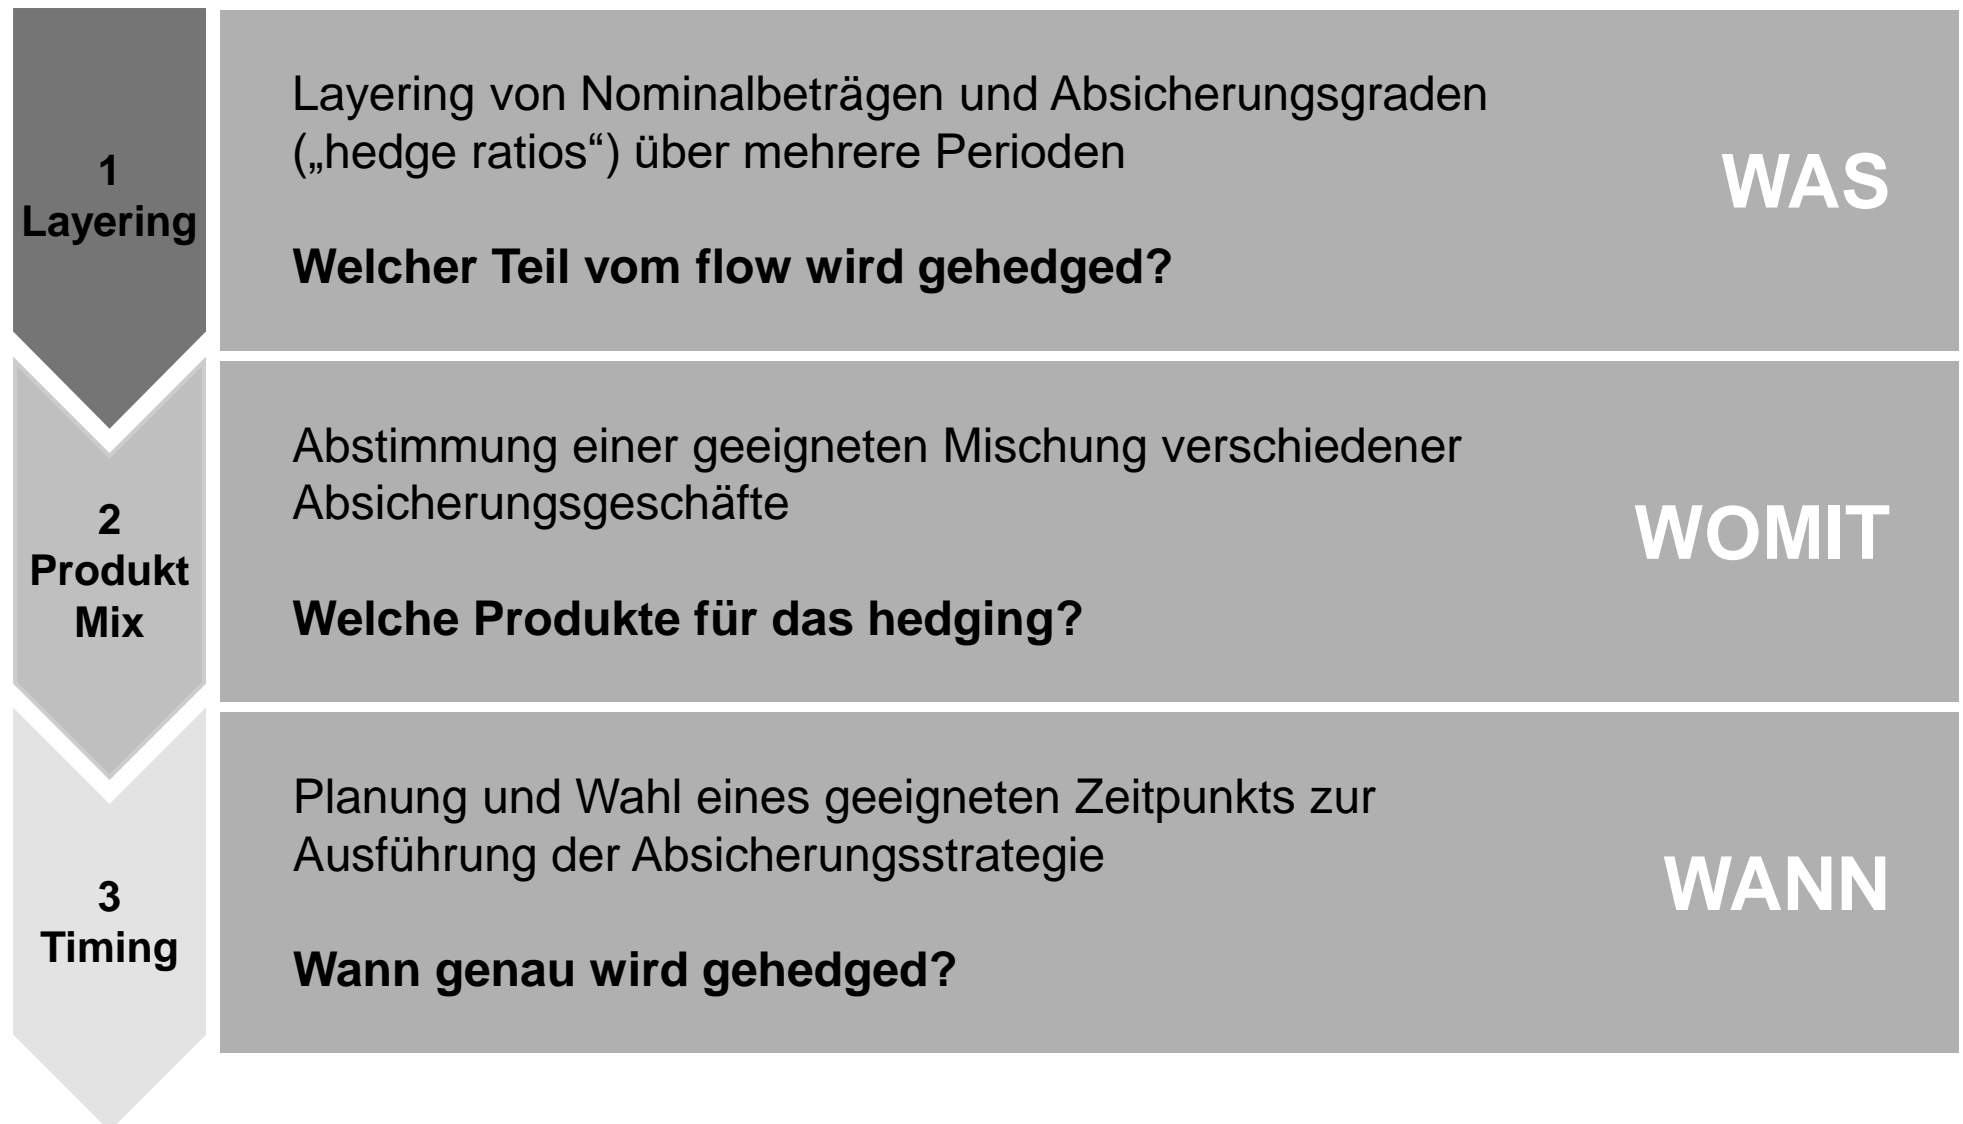 1
Layering
Layering von Nominalbeträgen und Absicherungsgraden
(„hedge ratios“) über mehrere Perioden
Welcher Teil vom flow wird gehedged?
WAS
2
Produkt
Mix
Abstimmung einer geeigneten Mischung verschiedener
Absicherungsgeschäfte
Welche Produkte für das hedging?
WOMIT
3
Timing
Planung und Wahl eines geeigneten Zeitpunkts zur
Ausführung der Absicherungsstrategie
Wann genau wird gehedged?
WANN